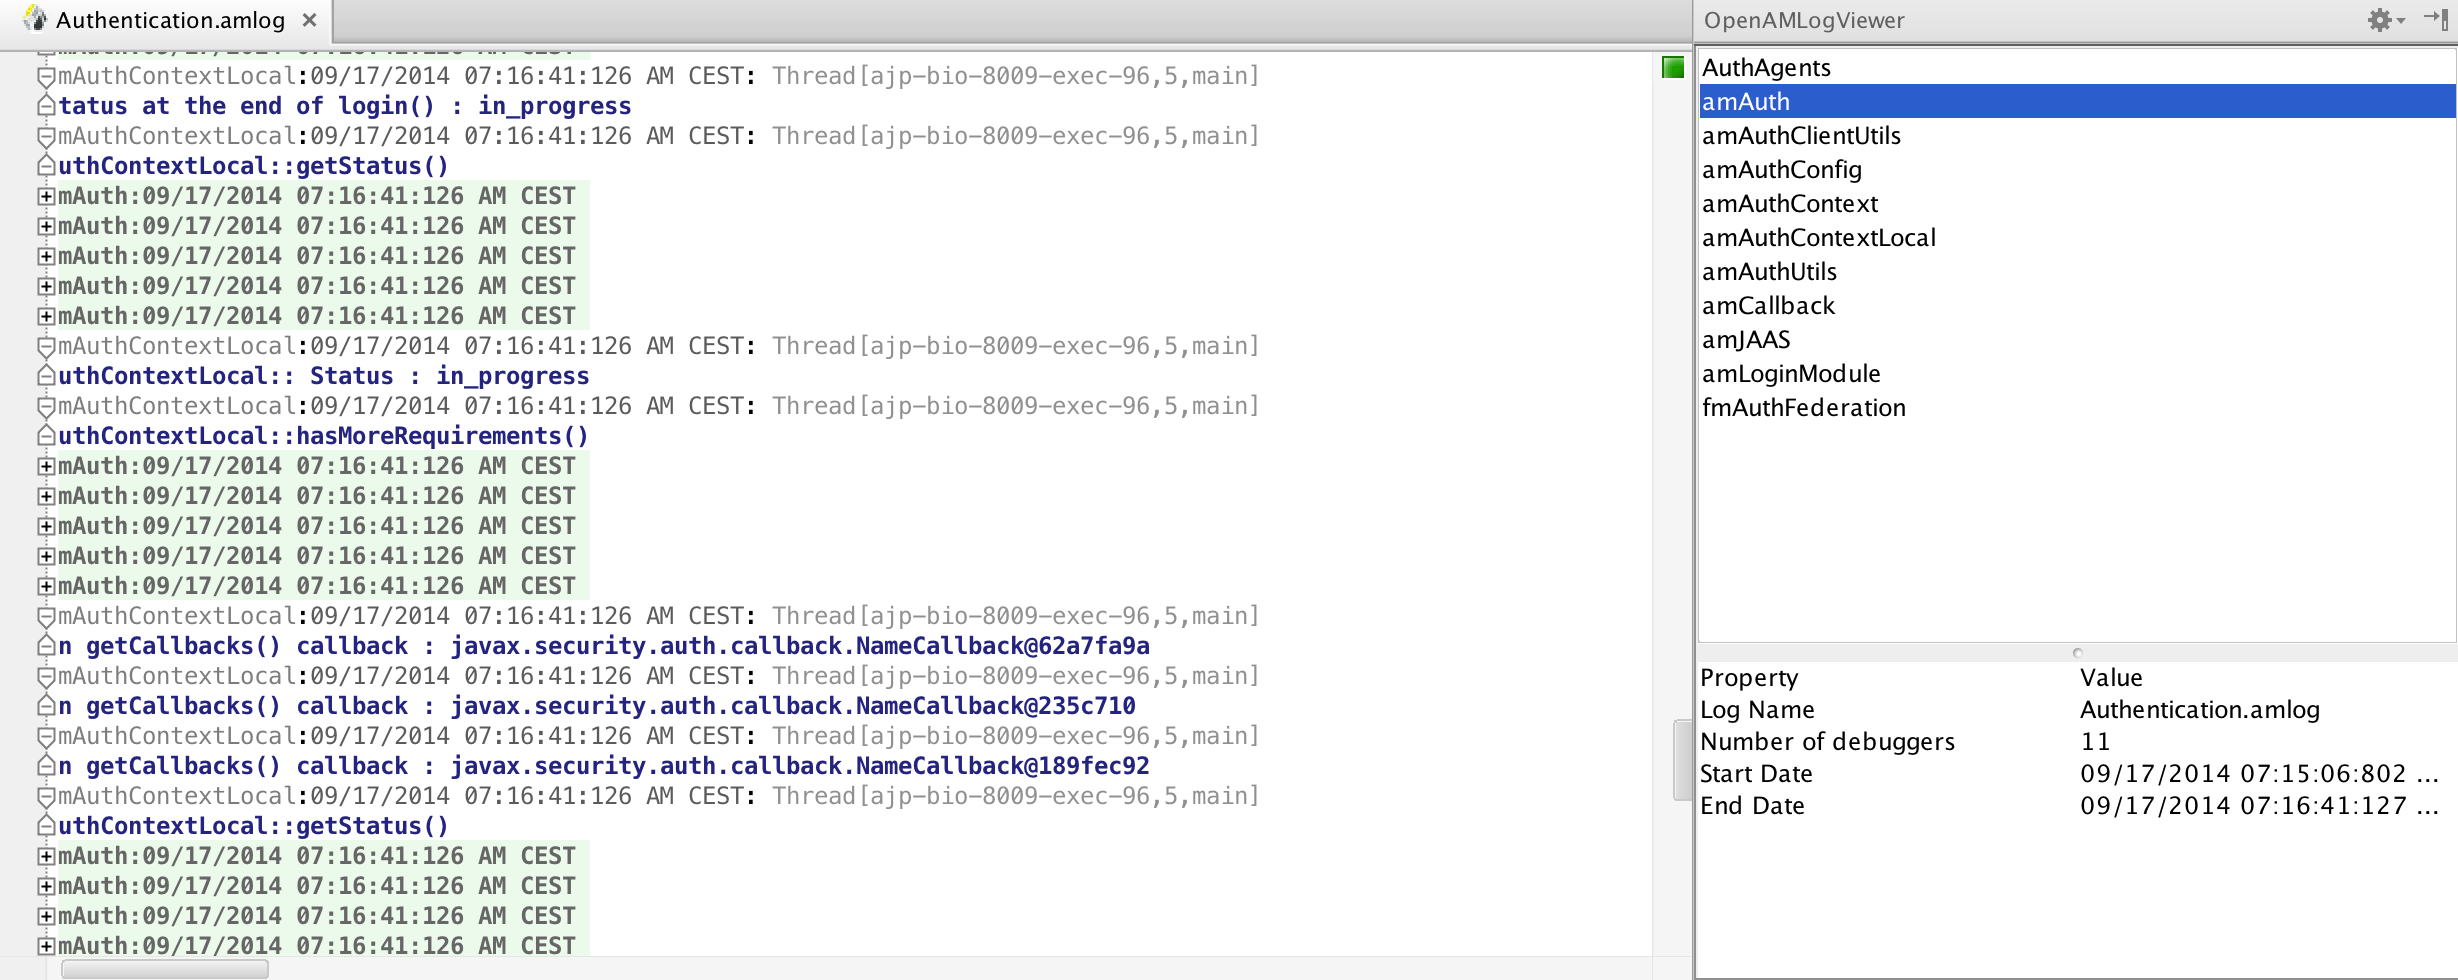 Authentication.amlog
mAuthContextLocal:09/17/2014 07:16:41:126 AM CEST: Thread[ajp-bio-8009-exec-96,5,main]
tatus at the end of login() : in_progress
mAuthContextLocal:09/17/2014 07:16:41:126 AM CEST: Thread[ajp-bio-8009-exec-96,5,main]
uthContextLocal::getStatus()
mAuth:09/17/2014 07:16:41:126 AM CEST
mAuth:09/17/2014 07:16:41:126 AM CEST
mAuth:09/17/2014 07:16:41:126 AM CEST
mAuth:09/17/2014 07:16:41:126 AM CEST
mAuth:09/17/2014 07:16:41:126 AM CEST
mAuthContextLocal:09/17/2014 07:16:41:126 AM CEST: Thread[ajp-bio-8009-exec-96,5,main]
uthContextLocal:: Status : in_progress
mAuthContextLocal:09/17/2014 07:16:41:126 AM CEST: Thread[ajp-bio-8009-exec-96,5,main]
uthContextLocal::hasMoreRequirements()
mAuth:09/17/2014 07:16:41:126 AM CEST
mAuth:09/17/2014 07:16:41:126 AM CEST
mAuth:09/17/2014 07:16:41:126 AM CEST
mAuth:09/17/2014 07:16:41:126 AM CEST
mAuth:09/17/2014 07:16:41:126 AM CEST
mAuthContextLocal:09/17/2014 07:16:41:126 AM CEST: Thread[ajp-bio-8009-exec-96,5,main]
n getCallbacks() callback : javax.security.auth.callback.NameCallback@62a7fa9a
mAuthContextLocal:09/17/2014 07:16:41:126 AM CEST: Thread[ajp-bio-8009-exec-96,5,main]
n getCallbacks() callback : javax.security.auth.callback.NameCallback@235c710
mAuthContextLocal:09/17/2014 07:16:41:126 AM CEST: Thread[ajp-bio-8009-exec-96,5,main]
n getCallbacks() callback : javax.security.auth.callback.NameCallback@189fec92
mAuthContextLocal:09/17/2014 07:16:41:126 AM CEST: Thread[ajp-bio-8009-exec-96,5,main]
uthContextLocal::getStatus()
mAuth:09/17/2014 07:16:41:126 AM CEST
mAuth:09/17/2014 07:16:41:126 AM CEST
mAuth:09/17/2014 07:16:41:126 AM CEST
mAuth:09/17/2014 07:16:41:126 AM CEST
OpenAMLogViewer
AuthAgents
amAuth
amAuthClientUtils
amAuthConfig
amAuthContext
amAuthContextLocal
amAuthUtils
amCallback
amJAAS
amLoginModule
fmAuthFederation
Property Value
Log Name Authentication.amlog
Number of debuggers 11
Start Date 09/17/2014 07:15:06:802 ...
End Date 09/17/2014 07:16:41:127 ...